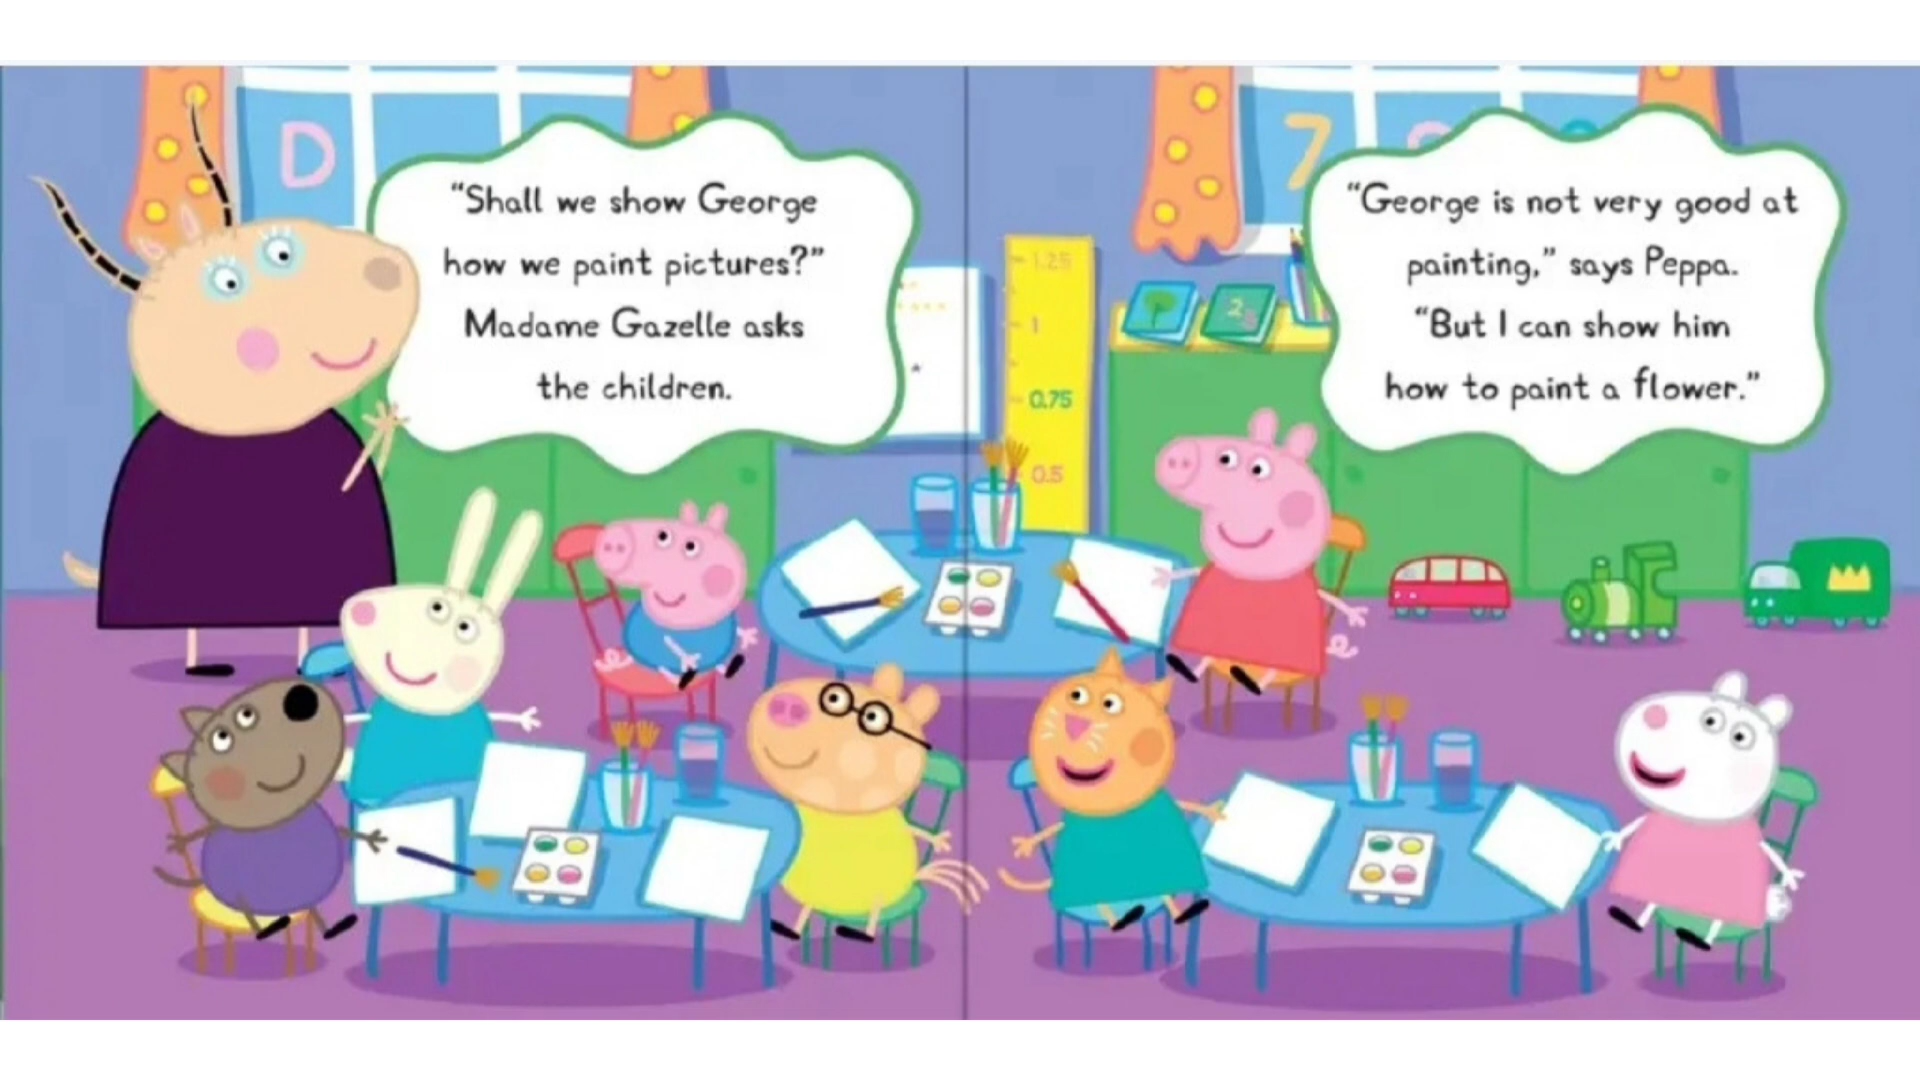 D
“Shall we show George
how we paint pictures?”
Madame Gazelle asks
the children.
7
“George is not very good at
painting,” says Peppa.
“But I can show him
how to paint a flower.”
1.25
1
0.75
0.5
2